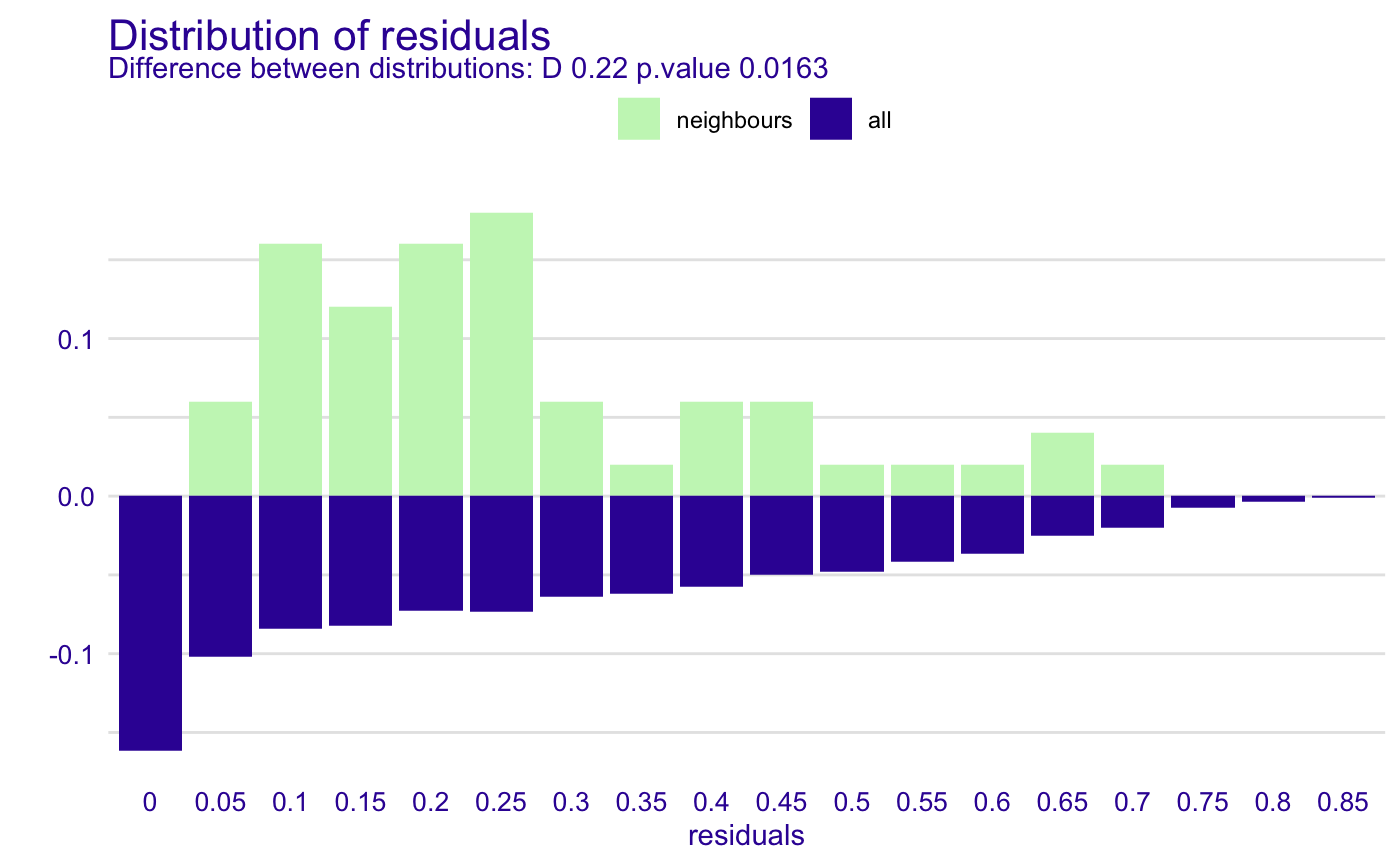 Distribution of residuals
Difference between distributions: D 0.22 p.value 0.0163
neighbours all
0.1
0.0
-0.1
0 0.05 0.1 0.15 0.2 0.25 0.3 0.35 0.4 0.45 0.5 0.55 0.6 0.65 0.7 0.75 0.8 0.85
residuals